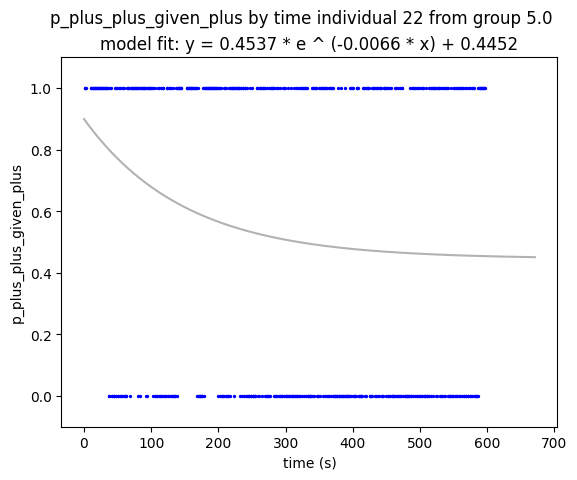 p_plus_plus_given_plus by time individual 22 from group 5.0
model fit: y = 0.4537 * e ^ (-0.0066 * x) + 0.4452
1.0
0.8
0.6
0.4
0.2
0.0
p_plus_plus_given_plus
0 100 200 300 400 500 600 700
time (s)